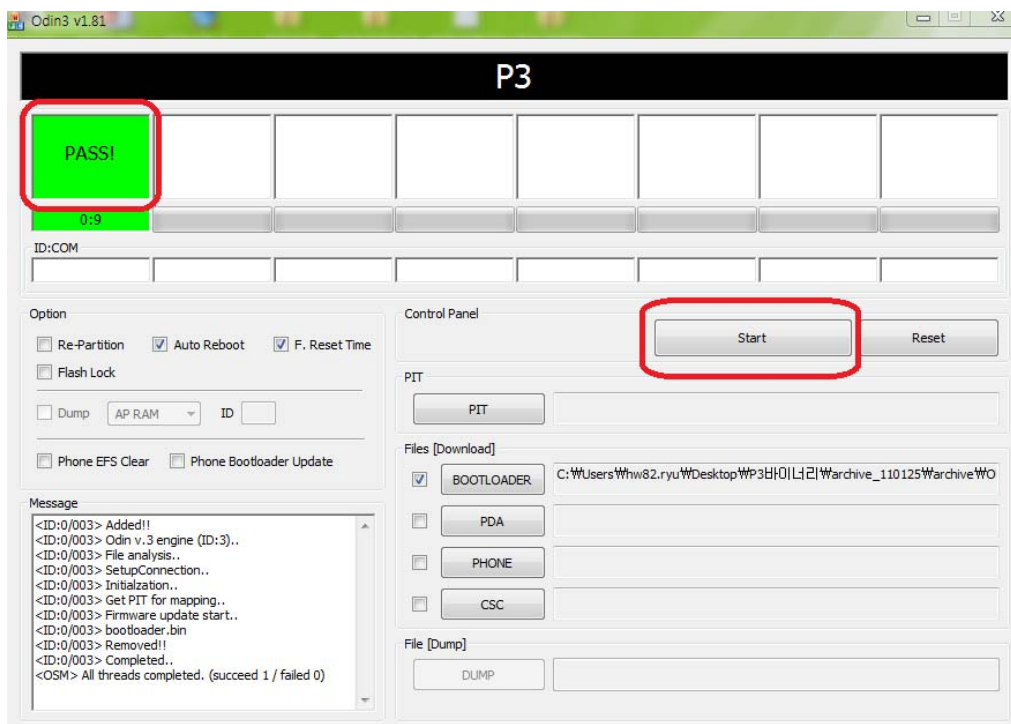 Odin3 v1.81
P3
PASS!
0:9
ID:COM
Option
Re-Partition Auto Reboot F. Reset Time
Flash Lock
Dump AP RAM ID
Phone EFS Clear Phone Bootloader Update
Message
<ID:0/003> Added!!
<ID:0/003> Odin v.3 engine (ID:3)..
<ID:0/003> File analysis..
<ID:0/003> SetupConnection..
<ID:0/003> Initialzation..
<ID:0/003> Get PIT for mapping..
<ID:0/003> Firmware update start..
<ID:0/003> bootloader.bin
<ID:0/003> Removed!!
<ID:0/003> Completed..
<OSM> All threads completed. (succeed 1 / failed 0)
Control Panel
Start Reset
PIT
PIT
Files [Download]
BOOTLOADER C:₩Users₩hw82.ryu₩Desktop₩P3바이너리₩archive_110125₩archive₩O
PDA
PHONE
CSC
File [Dump]
DUMP